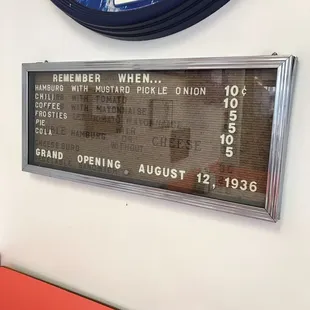 REMEMBER WHEN...
HAMBURG WITH MUSTARD PICKLE ONION 10¢
CHILI 10
COFFEE 5
FROSTIES 5
PIE 10
COLA 5
GRAND OPENING, AUGUST 12, 1936